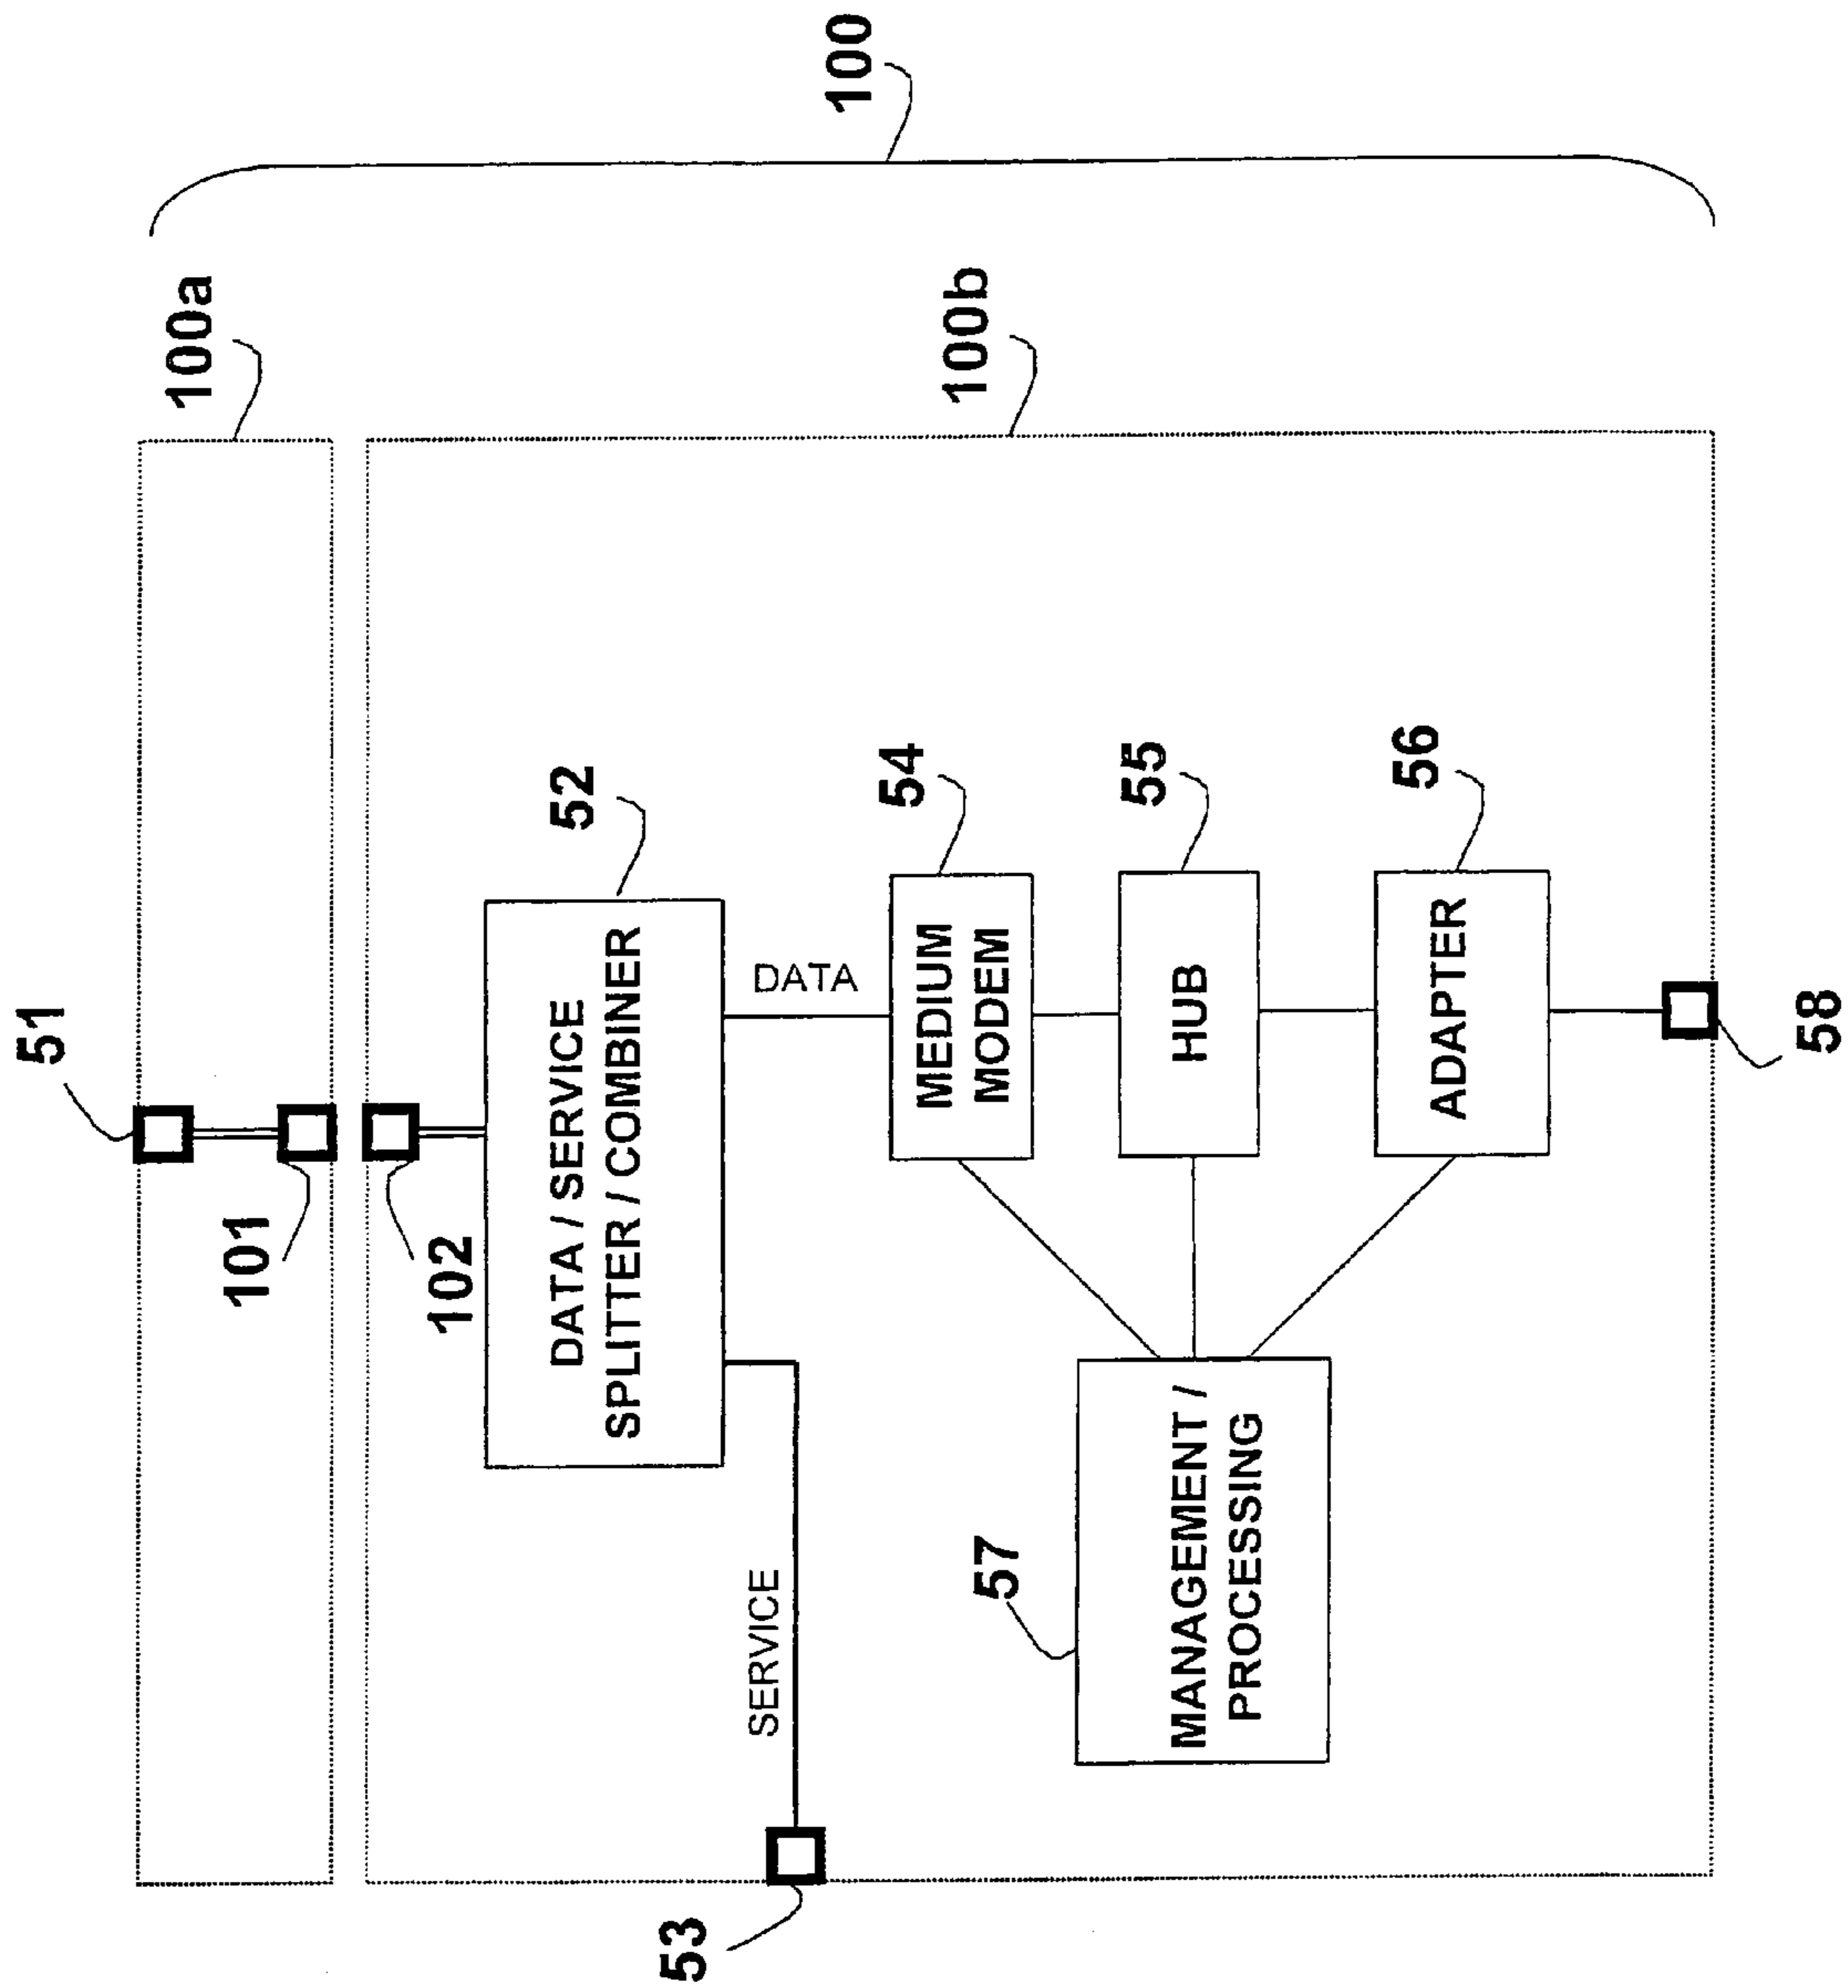 100
100a
100b
51
101
102
52
DATA / SERVICE
SPLITTER / COMBINER
DATA
SERVICE
53
54
MEDIUM
MODEM
55
HUB
56
ADAPTER
57
MANAGEMENT /
PROCESSING
58